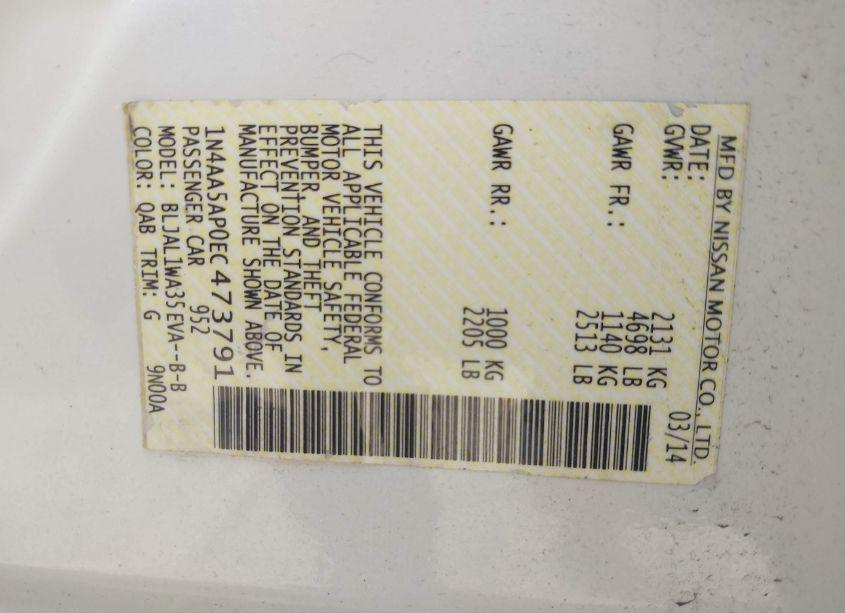 MFD BY NISSAN MOTOR CO., LTD.
DATE: 03/14
GVWR: 2131 KG
4698 LB
GAWR FR.: 1140 KG
2513 LB
GAWR RR.: 1000 KG
2205 LB
THIS VEHICLE CONFORMS TO
ALL APPLICABLE FEDERAL
MOTOR VEHICLE SAFETY,
BUMPER, AND THEFT
PREVENTION STANDARDS IN
EFFECT ON THE DATE OF
MANUFACTURE SHOWN ABOVE.
1N4AA5AP0EC473791
PASSENGER CAR 952
MODEL: BLJAL1WA35EVA--B-B
COLOR: QAB TRIM: G 9N00A